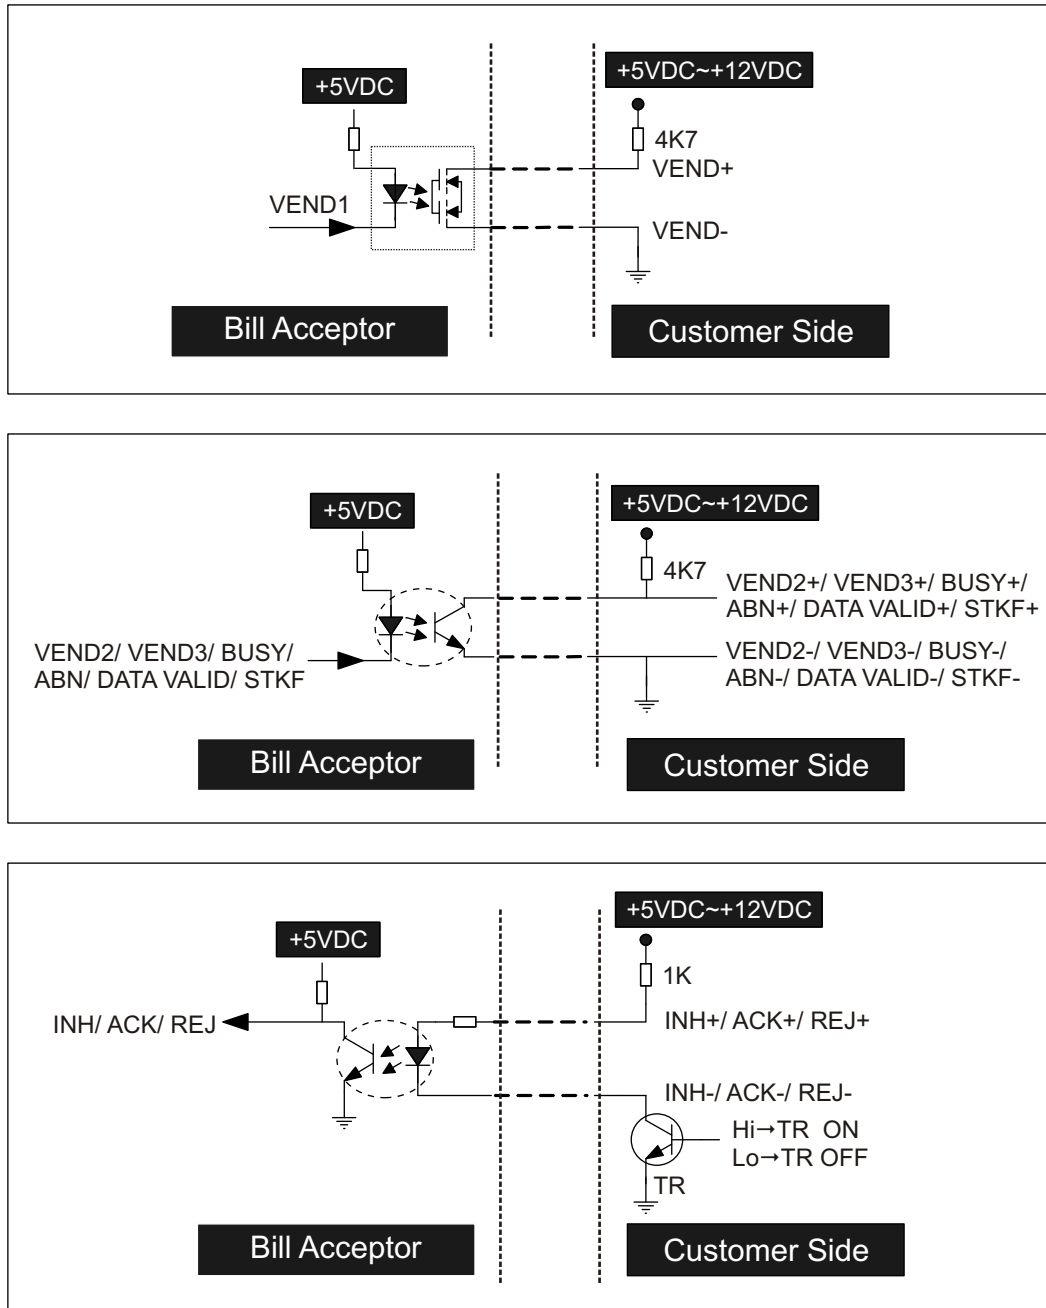 +5VDC
+5VDC~+12VDC
4K7
VEND+
VEND1
VEND-
Bill Acceptor
Customer Side
+5VDC
+5VDC~+12VDC
4K7
VEND2+/ VEND3+/ BUSY+/
ABN+/ DATA VALID+/ STKF+
VEND2/ VEND3/ BUSY/
ABN/ DATA VALID/ STKF
VEND2-/ VEND3-/ BUSY-/
ABN-/ DATA VALID-/ STKF-
Bill Acceptor
Customer Side
+5VDC~+12VDC
+5VDC
1K
INH/ ACK/ REJ
INH+/ ACK+/ REJ+
INH-/ ACK-/ REJ-
Hi→TR ON
Lo→TR OFF
TR
Bill Acceptor
Customer Side